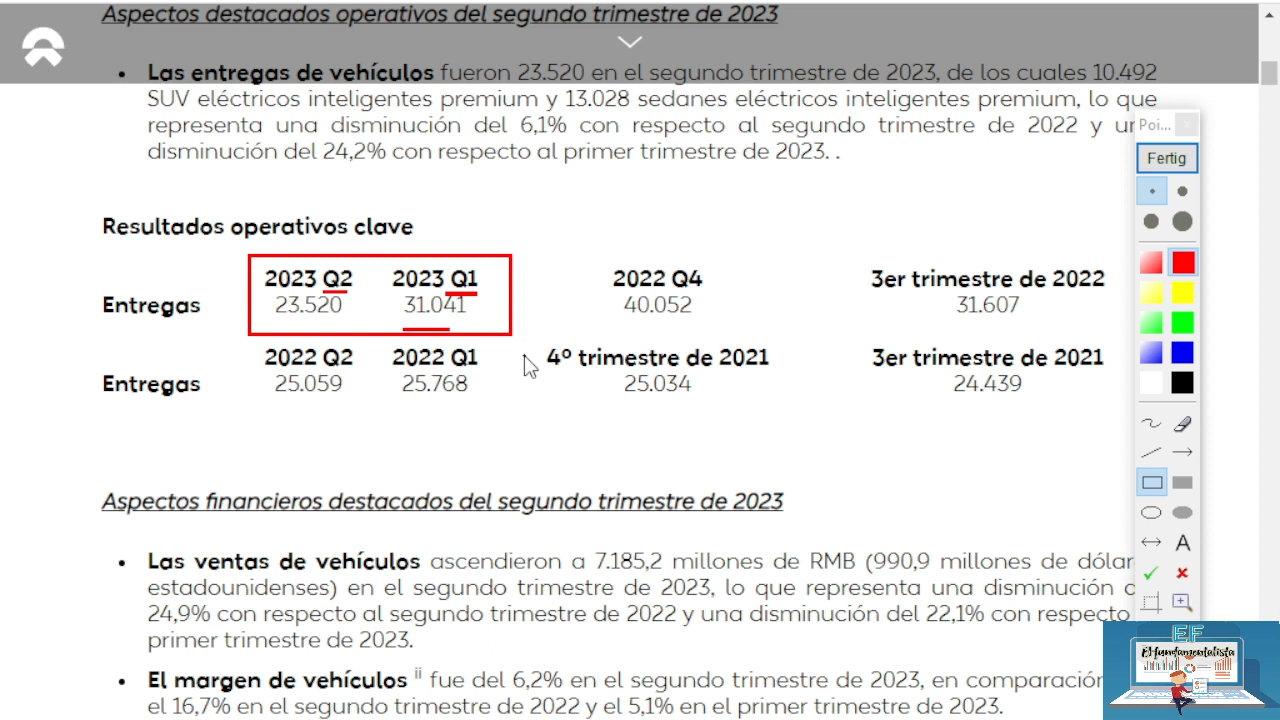 Aspectos destacados operativos del segundo trimestre de 2023
• Las entregas de vehículos fueron 23.520 en el segundo trimestre de 2023, de los cuales 10.492
SUV eléctricos inteligentes premium y 13.028 sedanes eléctricos inteligentes premium, lo que
representa una disminución del 6,1% con respecto al segundo trimestre de 2022 y
disminución del 24,2% con respecto al primer trimestre de 2023. .
Poi...
Fertig
Resultados operativos clave
2023 Q2 2023 Q1 2022 Q4 3er trimestre de 2022
Entregas 23.520 31.041 40.052 31.607
2022 Q2 2022 Q1 4º trimestre de 2021 3er trimestre de 2021
Entregas 25.059 25.768 25.034 24.439
A
Aspectos financieros destacados del segundo trimestre de 2023
• Las ventas de vehículos ascendieron a 7.185,2 millones de RMB (990,9 millones de
estadounidenses) en el segundo trimestre de 2023, lo que representa una disminución
24,9% con respecto al segundo trimestre de 2022 y una disminución del 22,1% con respecto
primer trimestre de 2023.
• El margen de vehículos ii fue del 6,2% en el segundo trimestre de 2023, en comparación
el 16,7% en el segundo trimestre de 2022 y el 5,1% en el primer trimestre de 2023.
EF
El fundamentalista